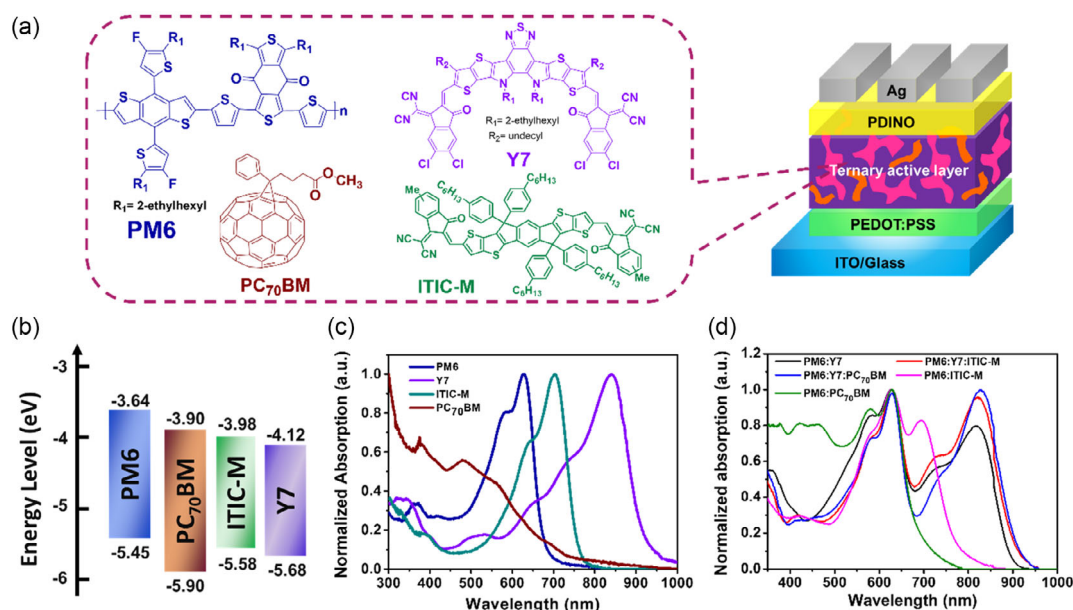 (a)
F
R₁
S
R₁
R₁
S
O
O
S
S
S
S
n
S
S
R₁
F
R₁= 2-ethylhexyl
PM6
O
O
CH₃
PC₇₀BM
S
N
N
R₂
S
S
S
S
R₂
N
N
R₁
R₁
CN
NC
O
O
CN
CN
R₁= 2-ethylhexyl
R₂= undecyl
Cl
Cl
Cl
Cl
Y7
Me
C₆H₁₃
C₆H₁₃
O
NC
CN
S
S
S
S
CN
CN
O
Me
C₆H₁₃
C₆H₁₃
ITIC-M
Ag
PDINO
Ternary active layer
PEDOT:PSS
ITO/Glass
(b)
Energy Level (eV)
-3
-4
-5
-6
-3.64
PM6
-5.45
-3.90
PC₇₀BM
-5.90
-3.98
ITIC-M
-5.58
-4.12
Y7
-5.68
(c)
Normalized Absorption (a.u.)
1.0
0.8
0.6
0.4
0.2
0.0
PM6
Y7
ITIC-M
PC₇₀BM
300 400 500 600 700 800 900 1000
Wavelength (nm)
(d)
Normalized Absorption (a.u.)
1.2
1.0
0.8
0.6
0.4
0.2
0.0
PM6:Y7
PM6:Y7:ITIC-M
PM6:Y7:PC₇₀BM
PM6:ITIC-M
PM6:PC₇₀BM
400 500 600 700 800 900 1000
Wavelength (nm)